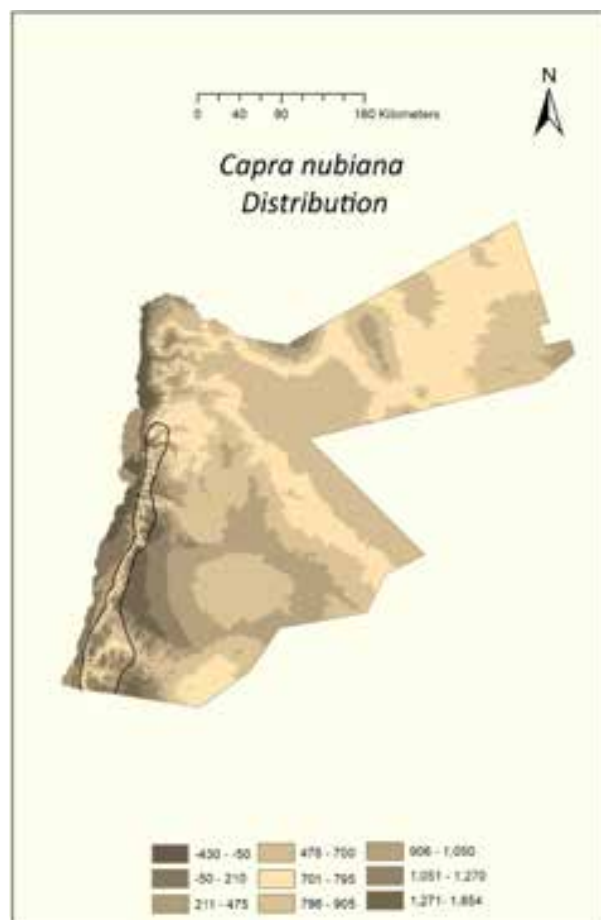 N
0 40 80 160 Kilometers
Capra nubiana
Distribution
-430 - -50
-50 - 210
211 - 475
476 - 700
701 - 795
796 - 905
906 - 1,050
1,051 - 1,270
1,271- 1,854